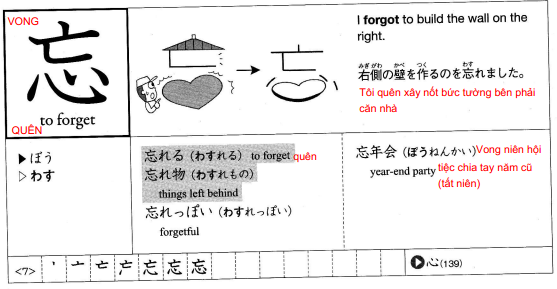 VONG
忘
to forget
QUÊN
I forgot to build the wall on the
right.
右側の壁を作るのを忘れました。
みぎがわ かべ つく わす
Tôi quên xây nốt bức tường bên phải
căn nhà
▶ぼう
▷わす
忘れる（わすれる） to forget quên
忘れ物（わすれもの）
things left behind
忘れっぽい（わすれっぽい）
forgetful
忘年会（ぼうねんかい）Vong niên hội
year-end party tiệc chia tay năm cũ
(tất niên)
<7> 丶 亠 亡 忘 忘 忘
心(139)